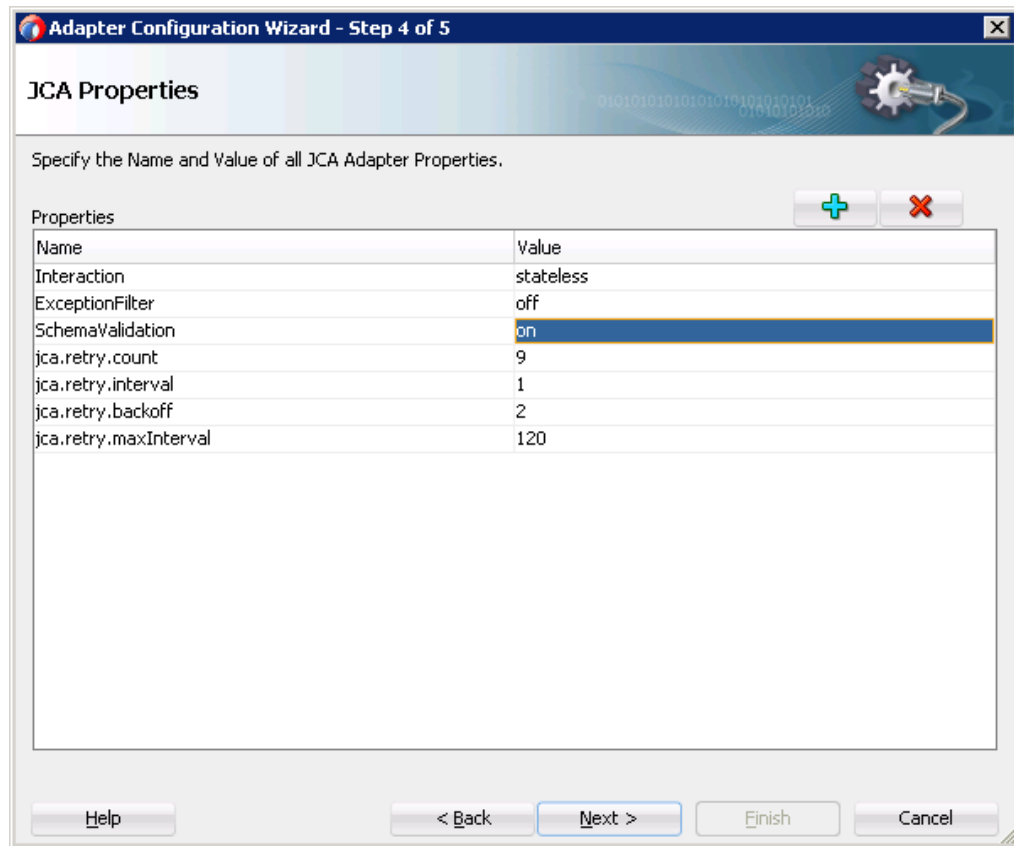 Adapter Configuration Wizard - Step 4 of 5
JCA Properties
Specify the Name and Value of all JCA Adapter Properties.
Properties
Name Value
Interaction stateless
ExceptionFilter off
SchemaValidation on
jca.retry.count 9
jca.retry.interval 1
jca.retry.backoff 2
jca.retry.maxInterval 120
Help < Back Next > Finish Cancel